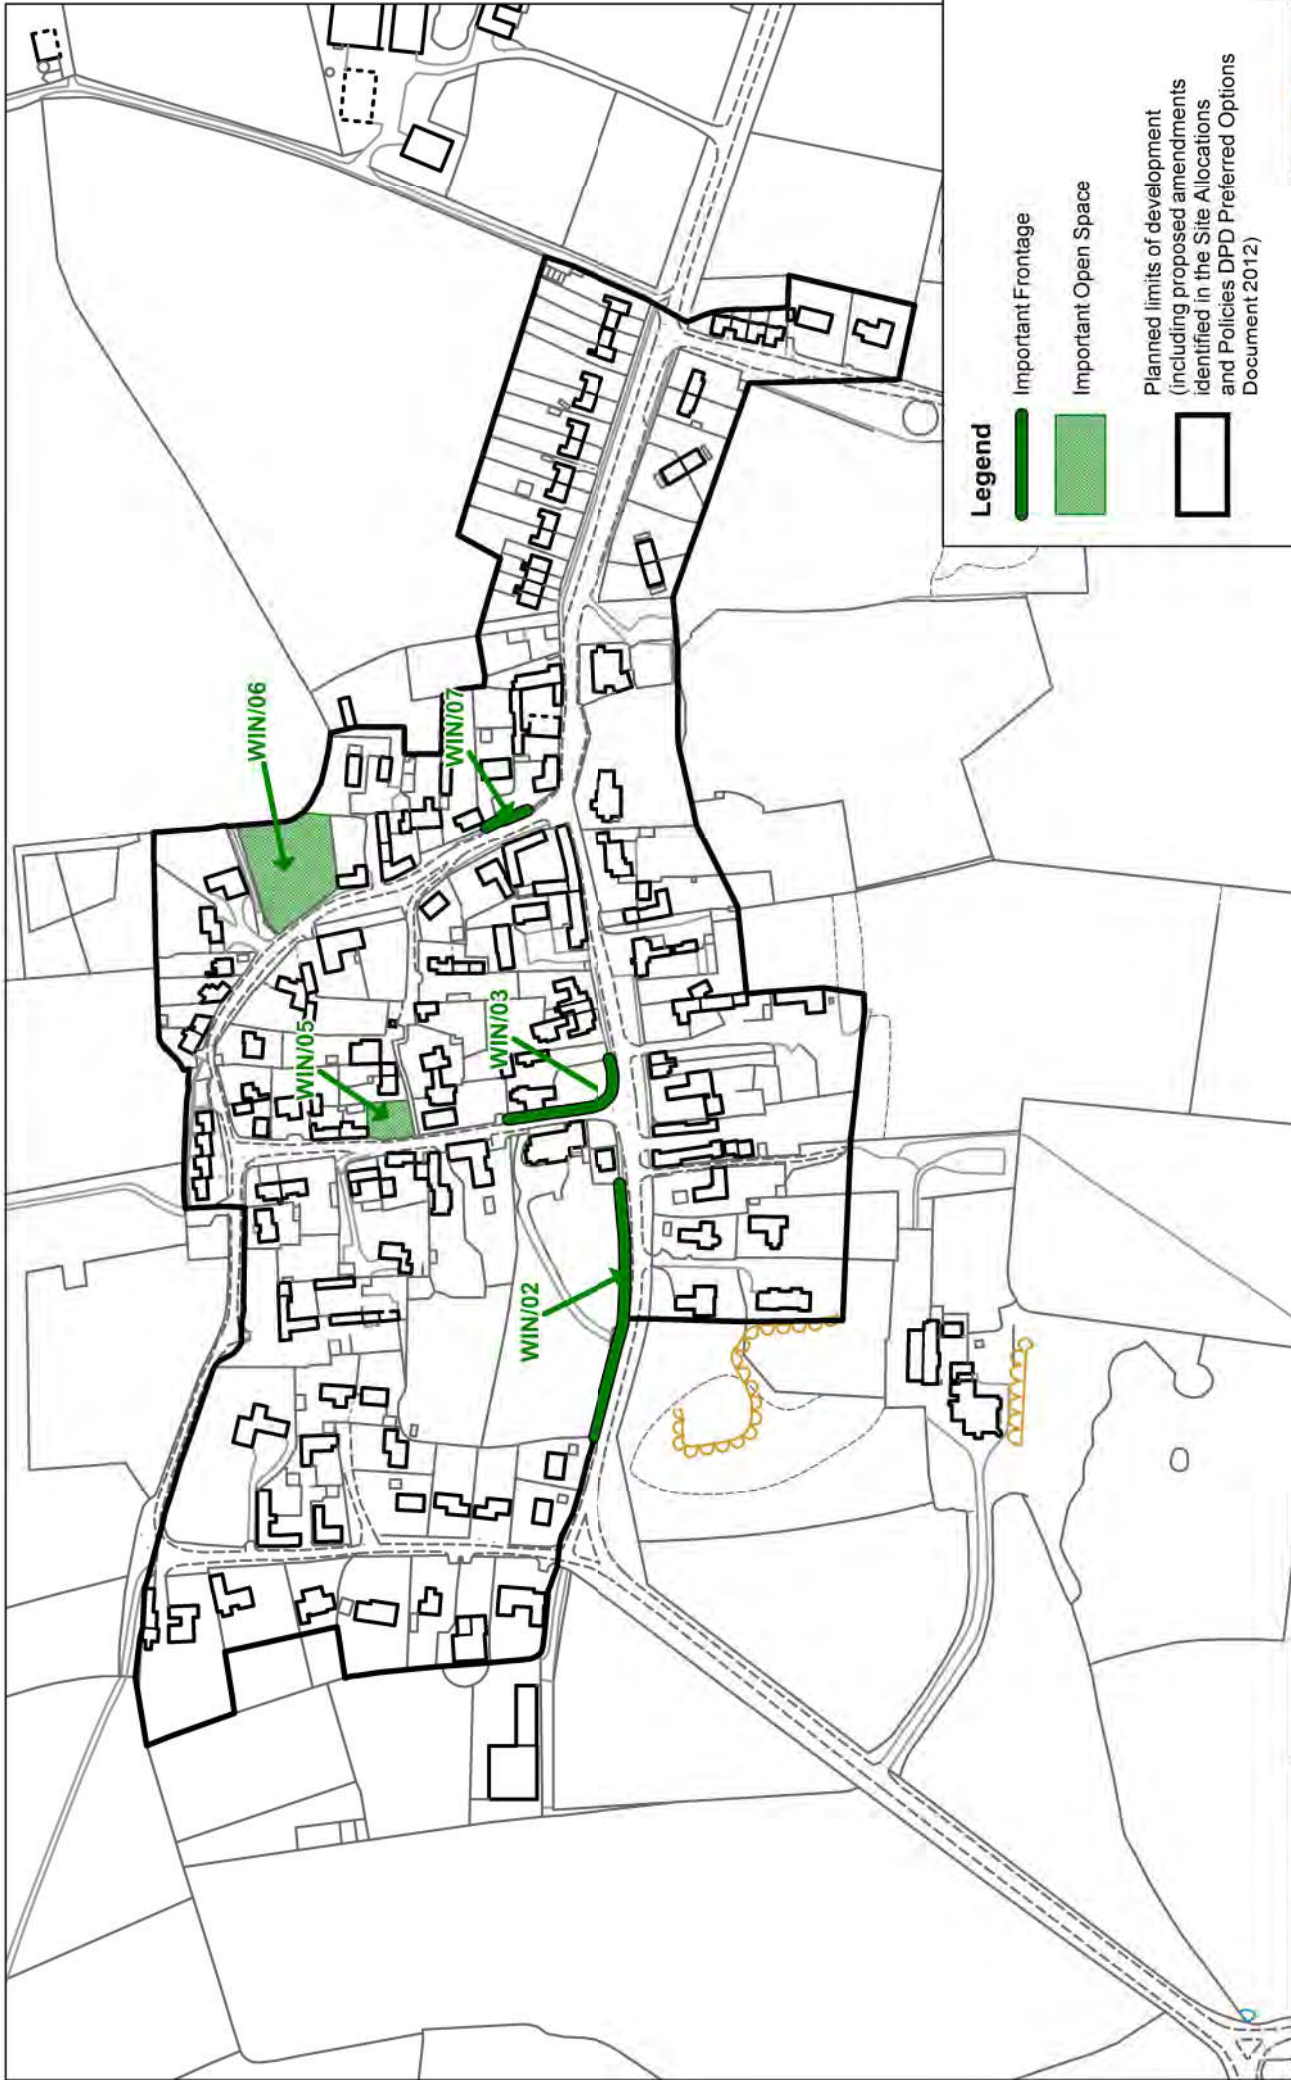 WIN/06
WIN/07
WIN/05
WIN/03
WIN/02
Legend
Important Frontage
Important Open Space
Planned limits of development
(including proposed amendments
identified in the Site Allocations
and Policies DPD Preferred Options
Document 2012)